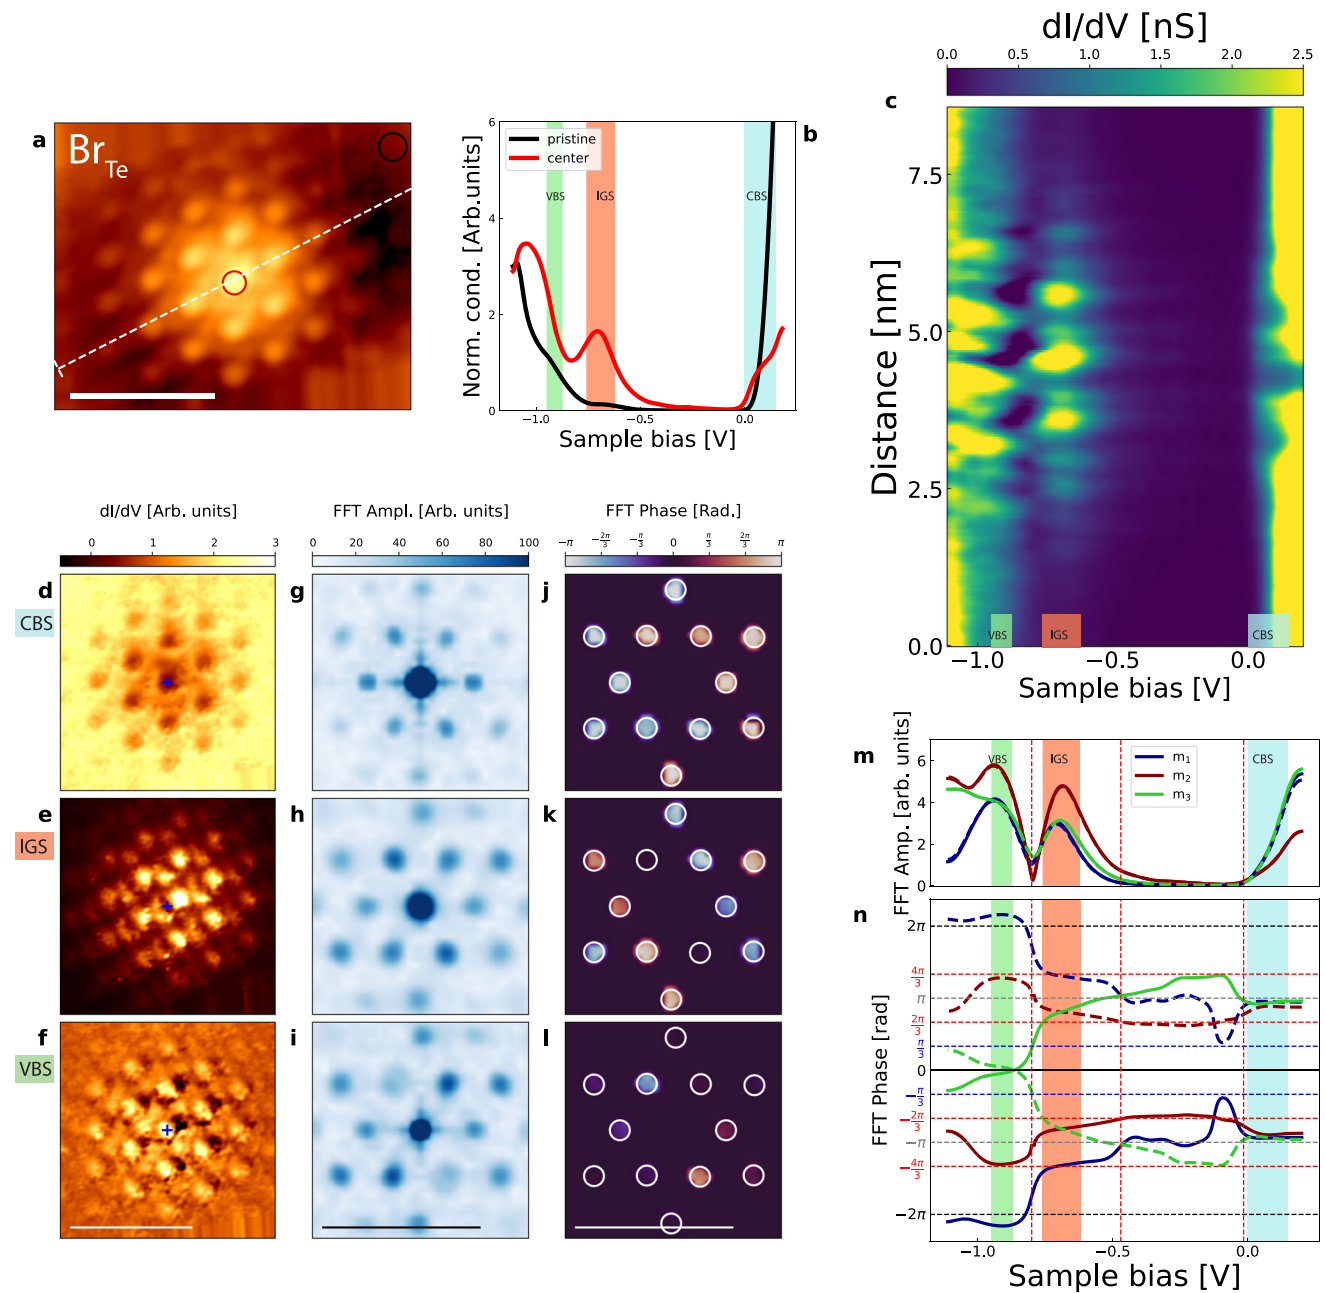 dI/dV [nS]
0.0 0.5 1.0 1.5 2.0 2.5
a
Br
Te
b
pristine
center
VBS
IGS
CBS
0 2 4 6
Norm. cond. [Arb.units]
−1.0 −0.5 0.0
Sample bias [V]
c
7.5
5.0
2.5
0.0
Distance [nm]
VBS IGS CBS
−1.0 −0.5 0.0
Sample bias [V]
dI/dV [Arb. units]
0 1 2 3
FFT Ampl. [Arb. units]
0 20 40 60 80 100
FFT Phase [Rad.]
−π −2π/3 −π/3 0 π/3 2π/3 π
d
CBS
g
j
e
IGS
h
k
f
VBS
i
l
m
VBS
IGS
CBS
m1
m2
m3
6
4
2
0
FFT Amp. [arb. units]
n
2π
4π/3
π
2π/3
π/3
0
−π/3
−2π/3
−π
−4π/3
−2π
FFT Phase [rad]
−1.0 −0.5 0.0
Sample bias [V]